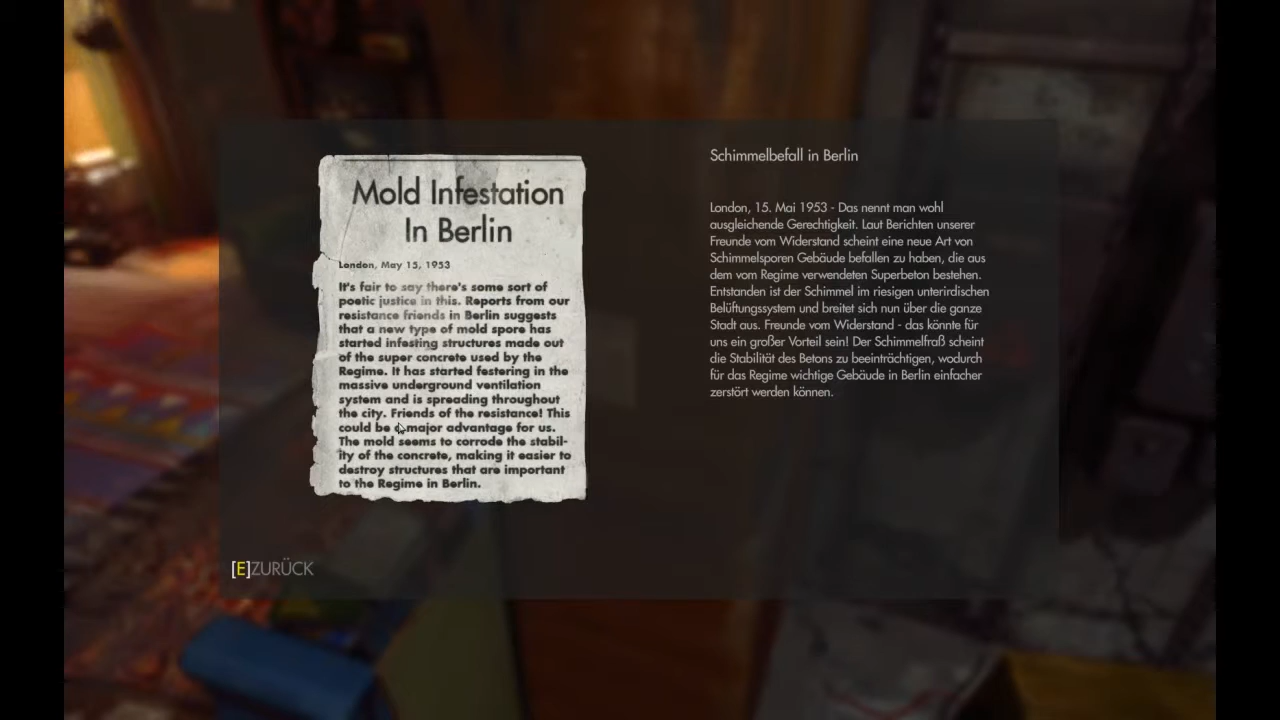 Mold Infestation
In Berlin
London, May 15, 1953
It's fair to say there's some sort of
poetic justice in this. Reports from our
resistance friends in Berlin suggests
that a new type of mold spore has
started infesting structures made out
of the super concrete used by the
Regime. It has started festering in the
massive underground ventilation
system and is spreading throughout
the city. Friends of the resistance! This
could be a major advantage for us.
The mold seems to corrode the stabil-
ity of the concrete, making it easier to
destroy structures that are important
to the Regime in Berlin.
Schimmelbefall in Berlin
London, 15. Mai 1953 - Das nennt man wohl
ausgleichende Gerechtigkeit. Laut Berichten unserer
Freunde vom Widerstand scheint eine neue Art von
Schimmelsporen Gebäude befallen zu haben, die aus
dem vom Regime verwendeten Superbeton bestehen.
Entstanden ist der Schimmel im riesigen unterirdischen
Belüftungssystem und breitet sich nun über die ganze
Stadt aus. Freunde vom Widerstand - das könnte für
uns ein großer Vorteil sein! Der Schimmelfraß scheint
die Stabilität des Betons zu beeinträchtigen, wodurch
für das Regime wichtige Gebäude in Berlin einfacher
zerstört werden können.
[E]ZURÜCK